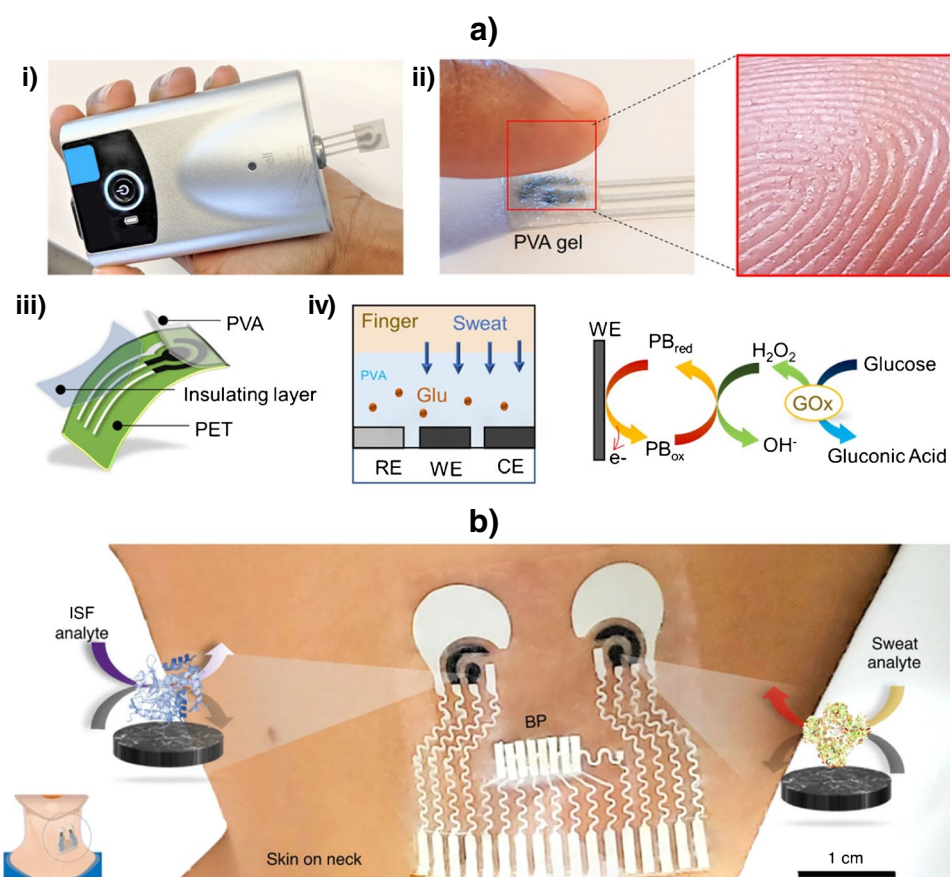 a)
i)
ii)
PVA gel
iii)
PVA
Insulating layer
PET
iv)
Finger Sweat
PVA
Glu
RE WE CE
WE
PBred
H2O2
Glucose
GOx
e-
PBox
OH-
Gluconic Acid
b)
ISF
analyte
Sweat
analyte
BP
Skin on neck
1 cm